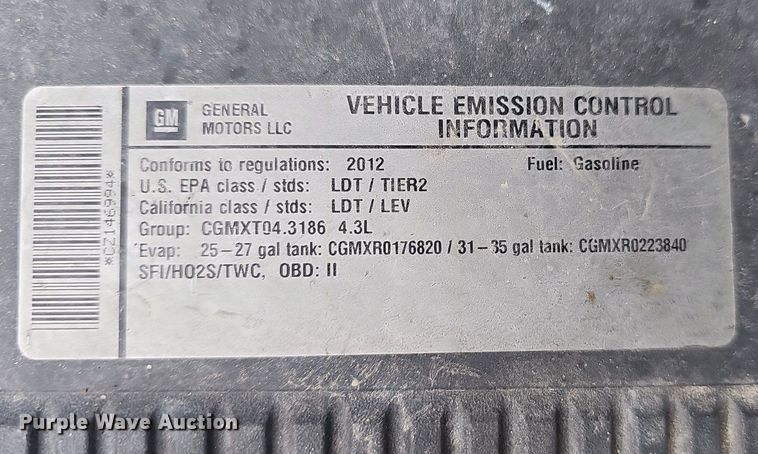 GM
GENERAL MOTORS LLC
VEHICLE EMISSION CONTROL INFORMATION
Conforms to regulations: 2012 Fuel: Gasoline
U.S. EPA class / stds: LDT / TIER2
California class / stds: LDT / LEV
Group: CGMXT04.3186 4.3L
Evap: 25-27 gal tank: CGMXR0176820 / 31-35 gal tank: CGMXR0223840
SFI/HO2S/TWC, OBD: II
*CZ146994*
Purple Wave Auction